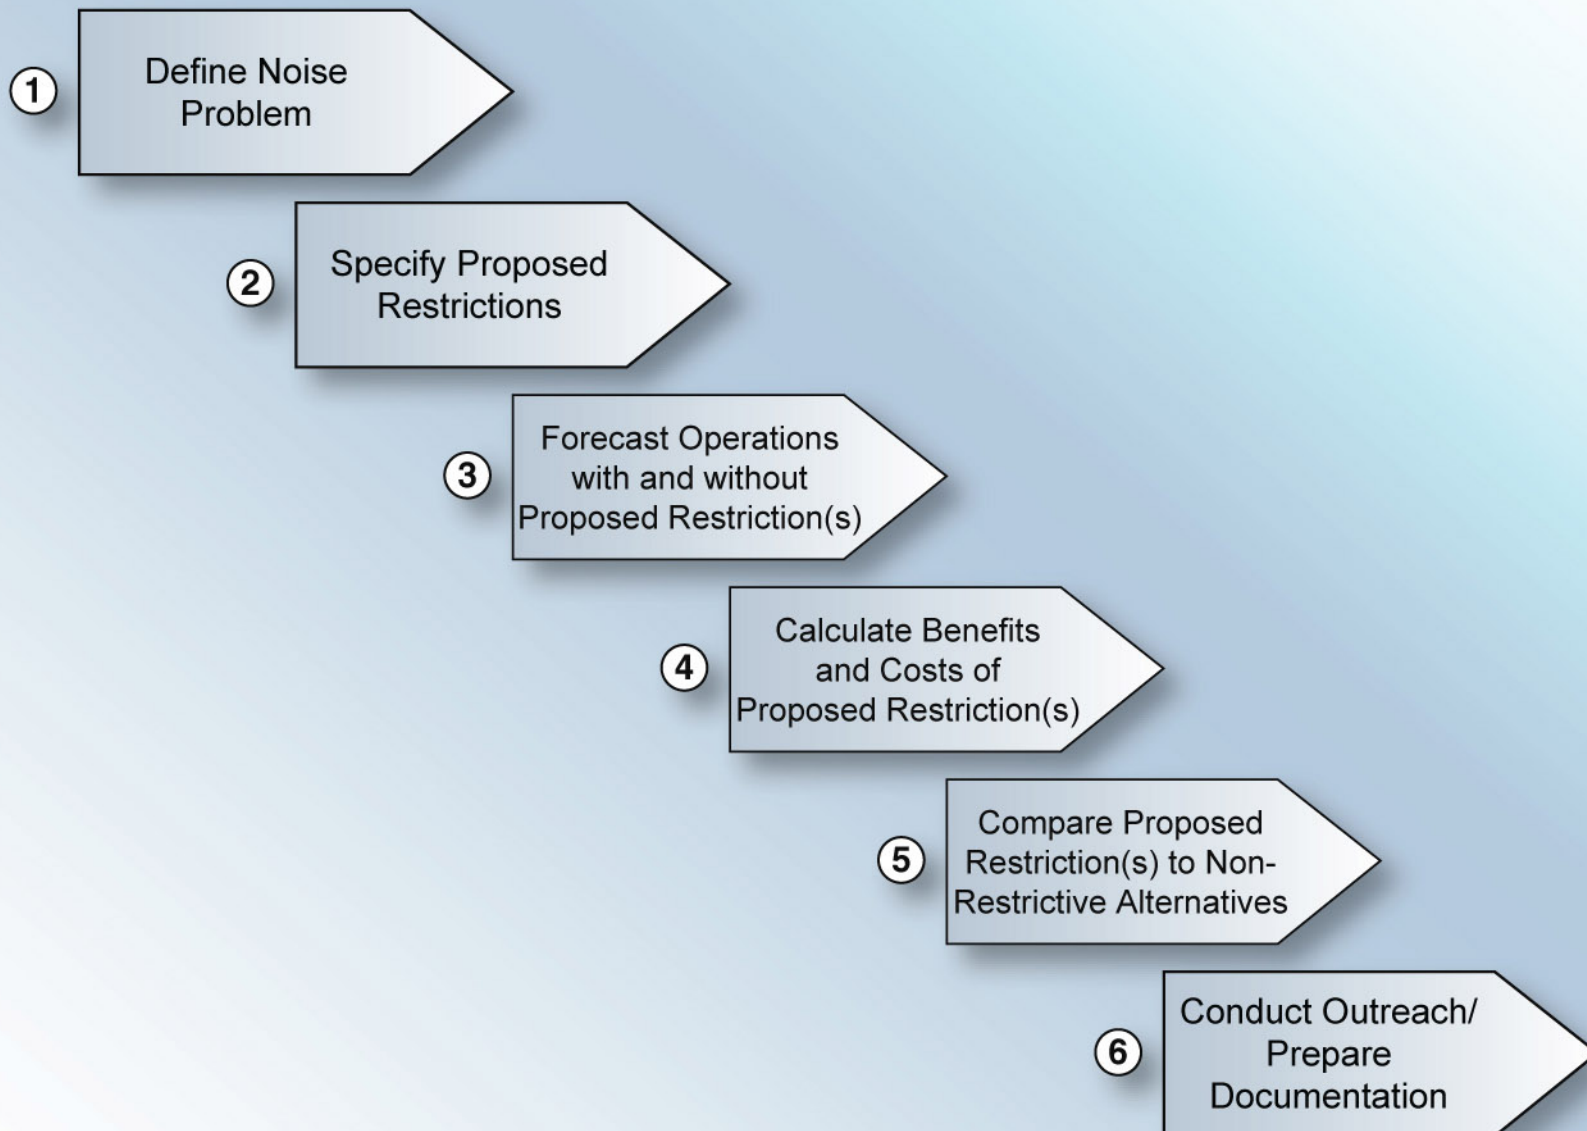 1
Define Noise
Problem
2
Specify Proposed
Restrictions
3
Forecast Operations
with and without
Proposed Restriction(s)
4
Calculate Benefits
and Costs of
Proposed Restriction(s)
5
Compare Proposed
Restriction(s) to Non-
Restrictive Alternatives
6
Conduct Outreach/
Prepare
Documentation